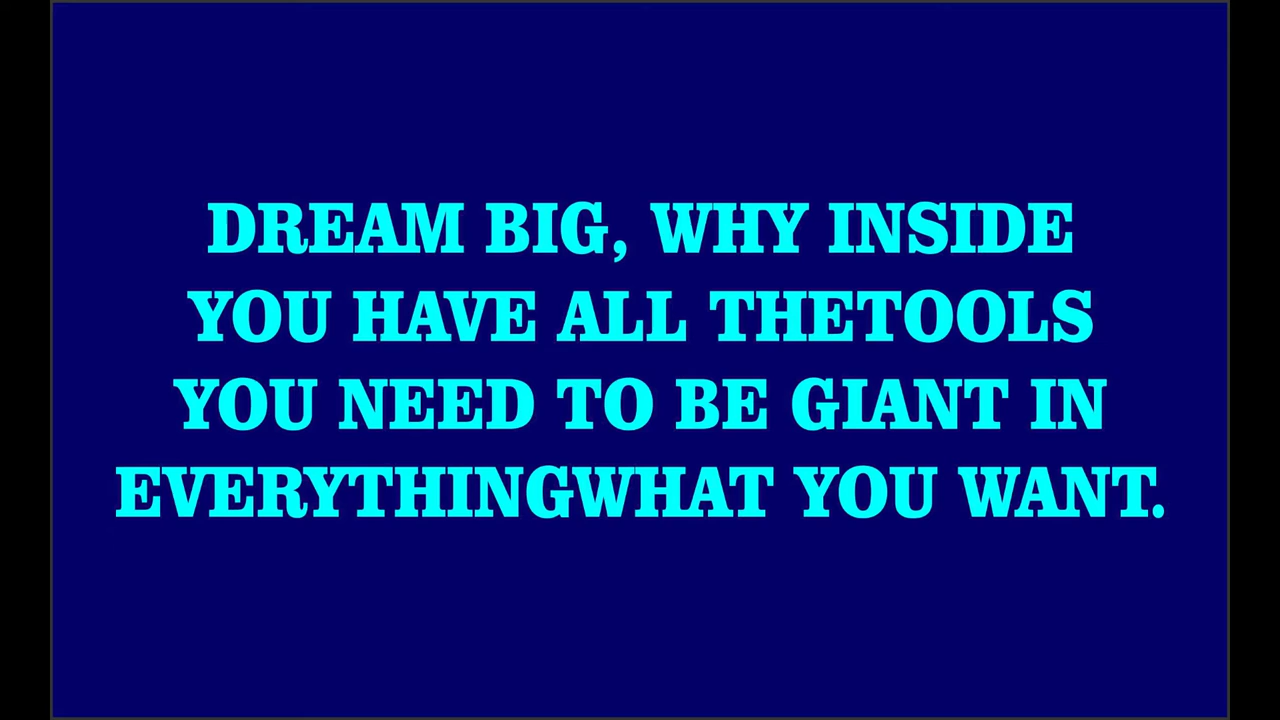 DREAM BIG, WHY INSIDE
YOU HAVE ALL THETOOLS
YOU NEED TO BE GIANT IN
EVERYTHINGWHAT YOU WANT.